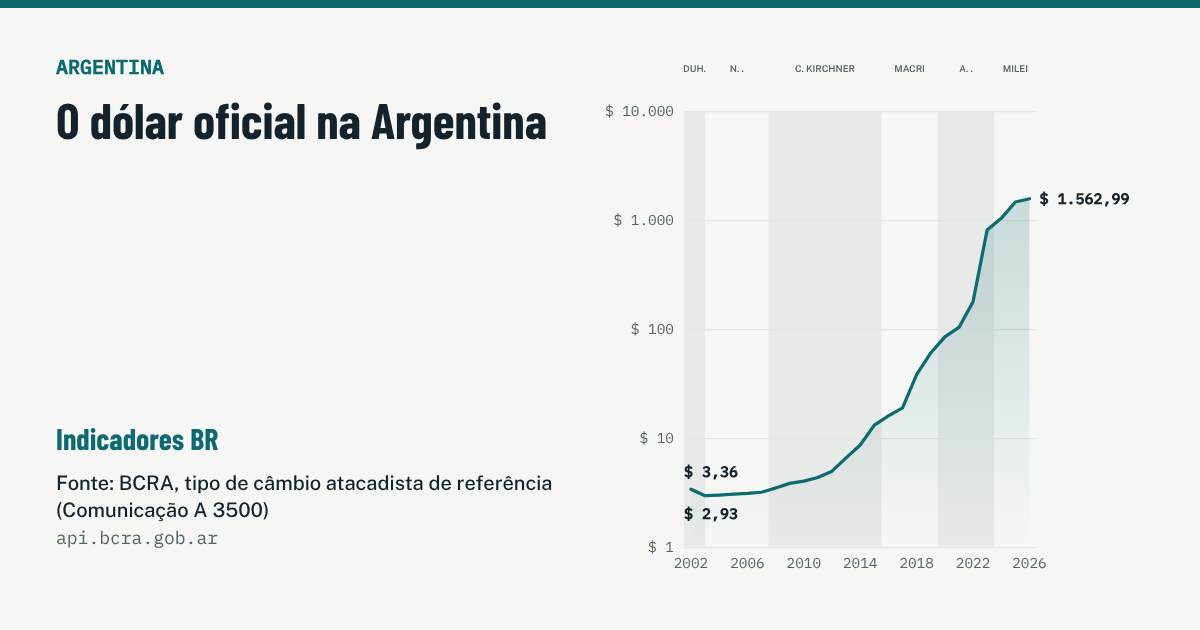 ARGENTINA
O dólar oficial na Argentina
Indicadores BR
Fonte: BCRA, tipo de câmbio atacadista de referência
(Comunicação A 3500)
api.bcra.gob.ar
DUH. N. . C. KIRCHNER MACRI A. . MILEI
$ 10.000
$ 1.562,99
$ 1.000
$ 100
$ 10
$ 3,36
$ 2,93
$ 1
2002 2006 2010 2014 2018 2022 2026